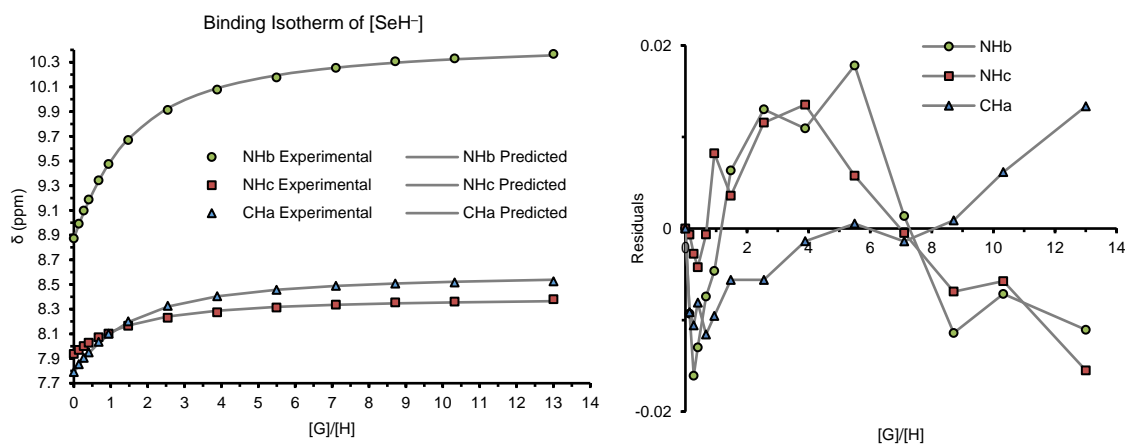 Binding Isotherm of [SeH⁻]
10.3
10.1
9.9
9.7
9.5
9.3
9.1
8.9
8.7
8.5
8.3
8.1
7.9
7.7
δ (ppm)
NHb Experimental
NHb Predicted
NHc Experimental
NHc Predicted
CHa Experimental
CHa Predicted
0 1 2 3 4 5 6 7 8 9 10 11 12 13 14
[G]/[H]
0.02
0
-0.02
Residuals
NHb
NHc
CHa
0 2 4 6 8 10 12 14
[G]/[H]